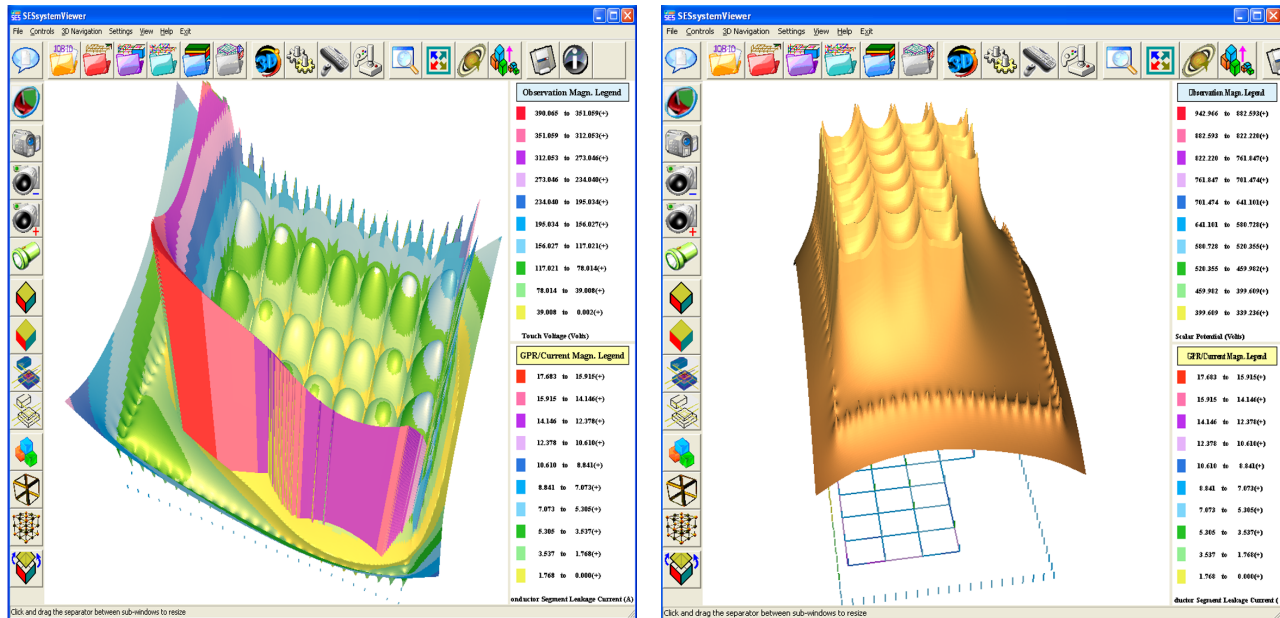 SES SESsystemViewer
File Controls 3D Navigation Settings View Help Exit
JOB ID
3D
Observation Magn. Legend
390.065 to 351.059(+)
351.059 to 312.053(+)
312.053 to 273.046(+)
273.046 to 234.040(+)
234.040 to 195.034(+)
195.034 to 156.027(+)
156.027 to 117.021(+)
117.021 to 78.014(+)
78.014 to 39.008(+)
39.008 to 0.002(+)
Touch Voltage (Volts)
GPR/Current Magn. Legend
17.683 to 15.915(+)
15.915 to 14.146(+)
14.146 to 12.378(+)
12.378 to 10.610(+)
10.610 to 8.841(+)
8.841 to 7.073(+)
7.073 to 5.305(+)
5.305 to 3.537(+)
3.537 to 1.768(+)
1.768 to 0.000(+)
onductor Segment Leakage Current (A)
Click and drag the separator between sub-windows to resize
SES SESsystemViewer
File Controls 3D Navigation Settings View Help Exit
JOB ID
3D
Observation Magn. Legend
942.966 to 882.593(+)
882.593 to 822.220(+)
822.220 to 761.847(+)
761.847 to 701.474(+)
701.474 to 641.101(+)
641.101 to 580.728(+)
580.728 to 520.355(+)
520.355 to 459.982(+)
459.982 to 399.609(+)
399.609 to 339.236(+)
Scalar Potential (Volts)
GPR/Current Magn. Legend
17.683 to 15.915(+)
15.915 to 14.146(+)
14.146 to 12.378(+)
12.378 to 10.610(+)
10.610 to 8.841(+)
8.841 to 7.073(+)
7.073 to 5.305(+)
5.305 to 3.537(+)
3.537 to 1.768(+)
1.768 to 0.000(+)
ductor Segment Leakage Current (
Click and drag the separator between sub-windows to resize